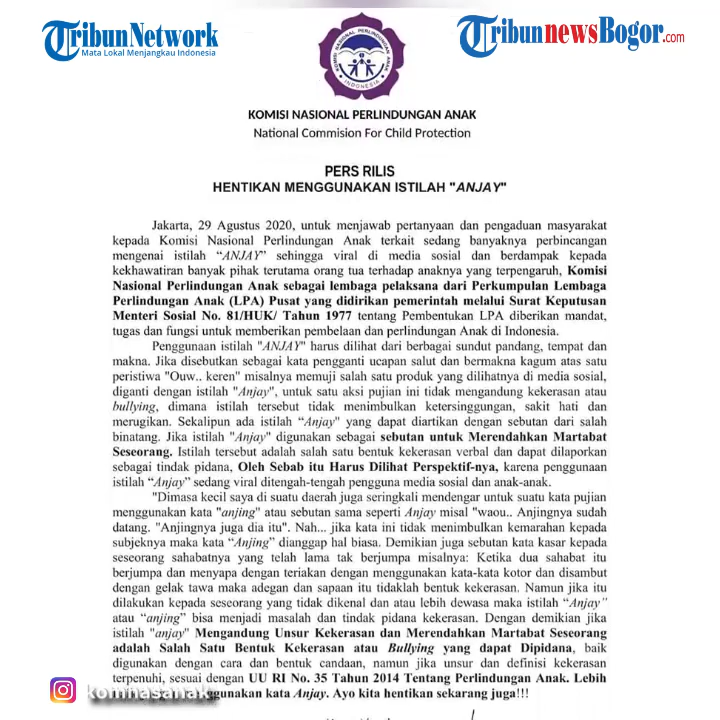 TribunNetwork
Mata Lokal Menjangkau Indonesia
TribunnewsBogor.com
KOMISI NASIONAL PERLINDUNGAN ANAK
INDONESIA
KOMISI NASIONAL PERLINDUNGAN ANAK
National Commision For Child Protection
PERS RILIS
HENTIKAN MENGGUNAKAN ISTILAH "ANJAY"
Jakarta, 29 Agustus 2020, untuk menjawab pertanyaan dan pengaduan masyarakat
kepada Komisi Nasional Perlindungan Anak terkait sedang banyaknya perbincangan
mengenai istilah “ANJAY” sehingga viral di media sosial dan berdampak kepada
kekhawatiran banyak pihak terutama orang tua terhadap anaknya yang terpengaruh, Komisi
Nasional Perlindungan Anak sebagai lembaga pelaksana dari Perkumpulan Lembaga
Perlindungan Anak (LPA) Pusat yang didirikan pemerintah melalui Surat Keputusan
Menteri Sosial No. 81/HUK/ Tahun 1977 tentang Pembentukan LPA diberikan mandat,
tugas dan fungsi untuk memberikan pembelaan dan perlindungan Anak di Indonesia.
Penggunaan istilah "ANJAY" harus dilihat dari berbagai sundut pandang, tempat dan
makna. Jika disebutkan sebagai kata pengganti ucapan salut dan bermakna kagum atas satu
peristiwa "Ouw.. keren" misalnya memuji salah satu produk yang dilihatnya di media sosial,
diganti dengan istilah "Anjay", untuk satu aksi pujian ini tidak mengandung kekerasan atau
bullying, dimana istilah tersebut tidak menimbulkan ketersinggungan, sakit hati dan
merugikan. Sekalipun ada istilah “Anjay” yang dapat diartikan dengan sebutan dari salah
binatang. Jika istilah "Anjay" digunakan sebagai sebutan untuk Merendahkan Martabat
Seseorang. Istilah tersebut adalah salah satu bentuk kekerasan verbal dan dapat dilaporkan
sebagai tindak pidana, Oleh Sebab itu Harus Dilihat Perspektif-nya, karena penggunaan
istilah “Anjay” sedang viral ditengah-tengah pengguna media sosial dan anak-anak.
"Dimasa kecil saya di suatu daerah juga seringkali mendengar untuk suatu kata pujian
menggunakan kata "anjing" atau sebutan sama seperti Anjay misal "waou.. Anjingnya sudah
datang. "Anjingnya juga dia itu". Nah... jika kata ini tidak menimbulkan kemarahan kepada
subjeknya maka kata “Anjing” dianggap hal biasa. Demikian juga sebutan kata kasar kepada
seseorang sahabatnya yang telah lama tak berjumpa misalnya: Ketika dua sahabat itu
berjumpa dan menyapa dengan teriakan dengan menggunakan kata-kata kotor dan disambut
dengan gelak tawa maka adegan dan sapaan itu tidaklah bentuk kekerasan. Namun jika itu
dilakukan kepada seseorang yang tidak dikenal dan atau lebih dewasa maka istilah “Anjay”
atau “anjing” bisa menjadi masalah dan tindak pidana kekerasan. Dengan demikian jika
istilah "anjay" Mengandung Unsur Kekerasan dan Merendahkan Martabat Seseorang
adalah Salah Satu Bentuk Kekerasan atau Bullying yang dapat Dipidana, baik
digunakan dengan cara dan bentuk candaan, namun jika unsur dan definisi kekerasan
terpenuhi, sesuai dengan UU RI No. 35 Tahun 2014 Tentang Perlindungan Anak. Lebih
komnasanak
kata Anjay. Ayo kita hentikan sekarang juga!!!